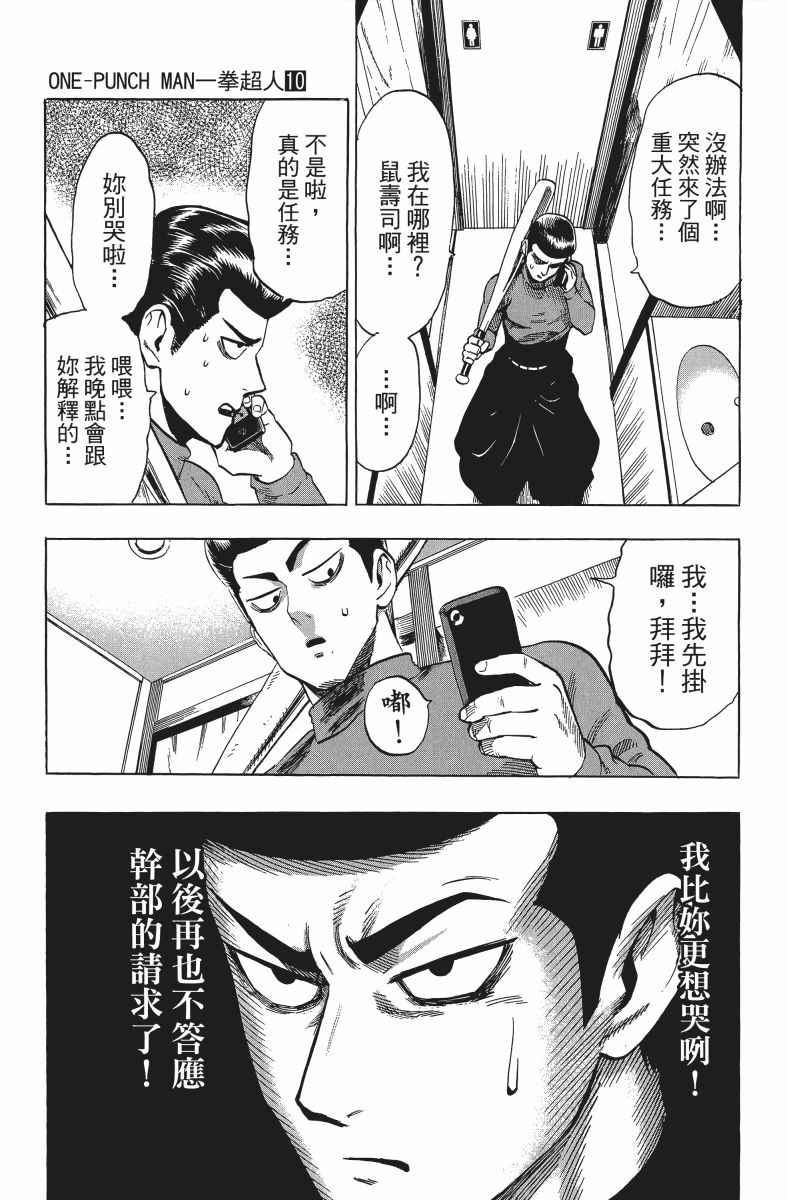 ONE-PUNCH MAN一拳超人10
沒辦法啊…
突然來了個
重大任務…
我在哪裡？
鼠壽司啊…
…啊
不是啦，
真的是任務…
妳別哭啦…
喂喂…
我晚點會跟
妳解釋的…
我…我先掛
囉，拜拜！
嘟！
我比妳更想哭咧！
以後再也不答應
幹部的請求了！